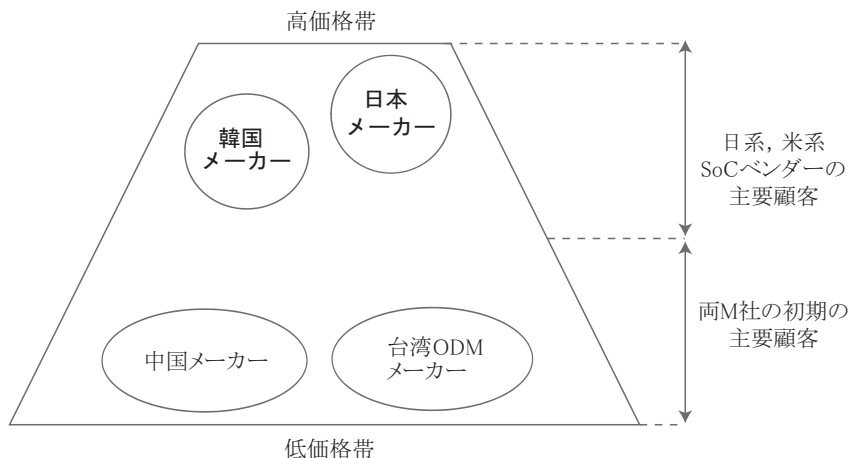 高価格帯
日本
メーカー
韓国
メーカー
日系, 米系
SoCベンダーの
主要顧客
両M社の初期の
主要顧客
中国メーカー
台湾ODM
メーカー
低価格帯